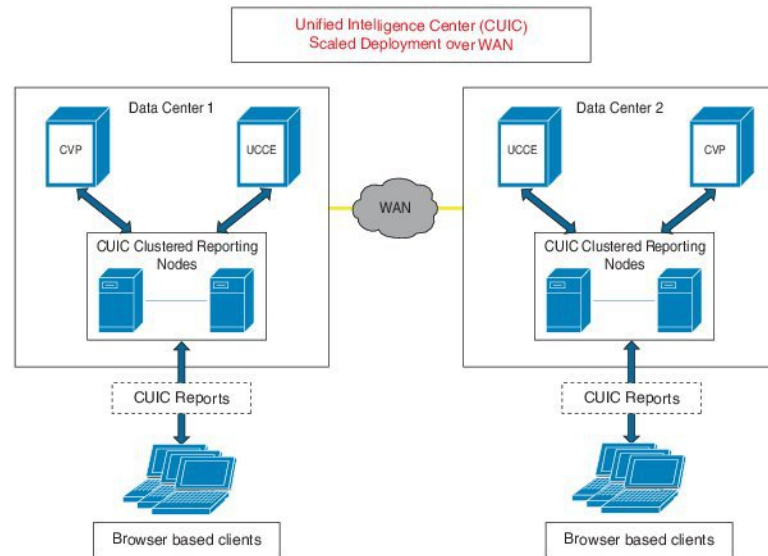 Unified Intelligence Center (CUIC)
Scaled Deployment over WAN
Data Center 1
CVP
UCCE
CUIC Clustered Reporting
Nodes
CUIC Reports
Browser based clients
WAN
Data Center 2
UCCE
CVP
CUIC Clustered Reporting
Nodes
CUIC Reports
Browser based clients